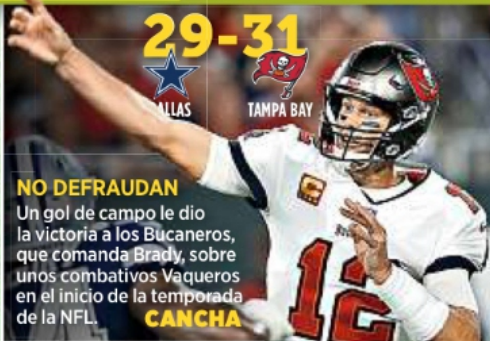 29-31
TAMPA BAY
NO DEFRAUDAN
Un gol de campo le dio
la victoria a los Bucaneros,
que comanda Brady, sobre
unos combativos Vaqueros
en el inicio de la temporada
de la NFL. CANCHA
12